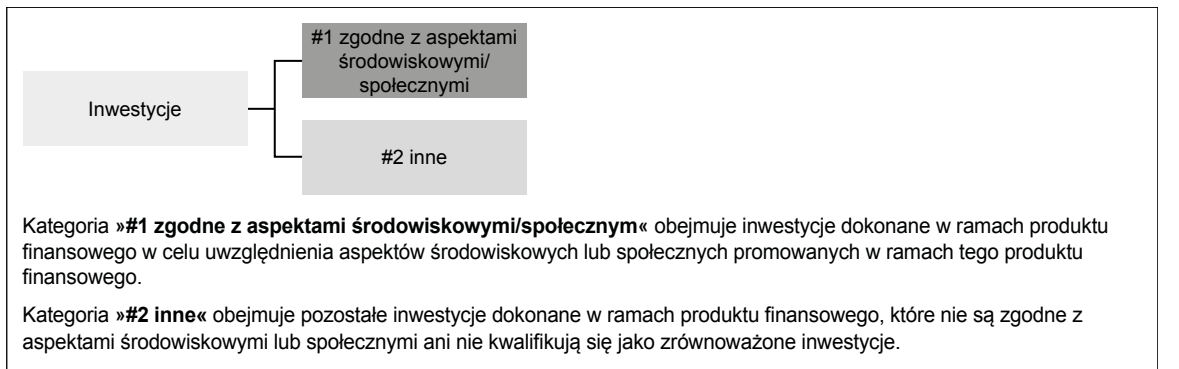 #1 zgodne z aspektami
środowiskowymi/
społecznymi
Inwestycje
#2 inne
Kategoria »#1 zgodne z aspektami środowiskowymi/społecznym« obejmuje inwestycje dokonane w ramach produktu
finansowego w celu uwzględnienia aspektów środowiskowych lub społecznych promowanych w ramach tego produktu
finansowego.
Kategoria »#2 inne« obejmuje pozostałe inwestycje dokonane w ramach produktu finansowego, które nie są zgodne z
aspektami środowiskowymi lub społecznymi ani nie kwalifikują się jako zrównoważone inwestycje.